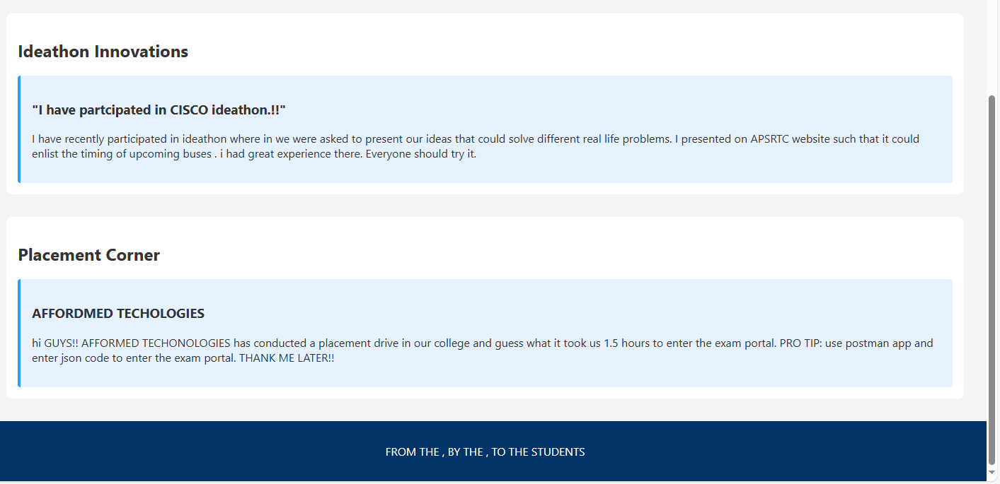 Ideathon Innovations
"I have partcipated in CISCO ideathon.!!"
I have recently participated in ideathon where in we were asked to present our ideas that could solve different real life problems. I presented on APSRTC website such that it could
enlist the timing of upcoming buses . i had great experience there. Everyone should try it.
Placement Corner
AFFORDMED TECHOLOGIES
hi GUYS!! AFFORMED TECHONOLOGIES has conducted a placement drive in our college and guess what it took us 1.5 hours to enter the exam portal. PRO TIP: use postman app and
enter json code to enter the exam portal. THANK ME LATER!!
FROM THE , BY THE , TO THE STUDENTS